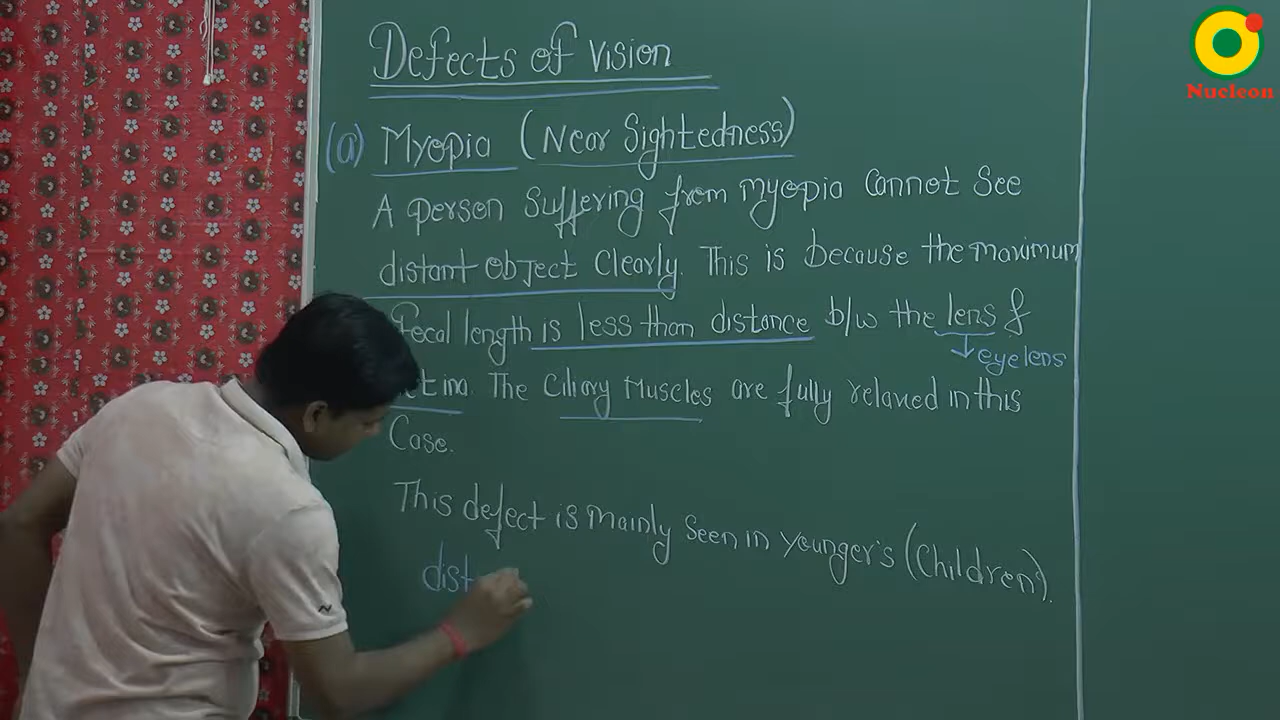 Nucleon
Defects of Vision
(a) Myopia (Near Sightedness)
A person Suffering from Myopia Cannot See
distant object Clearly. This is because the maximum
Focal length is less than distance b/w the lens &
eye lens
The Ciliary Muscles are fully relaxed in this
Case.
This defect is Mainly Seen in younger's (Children).